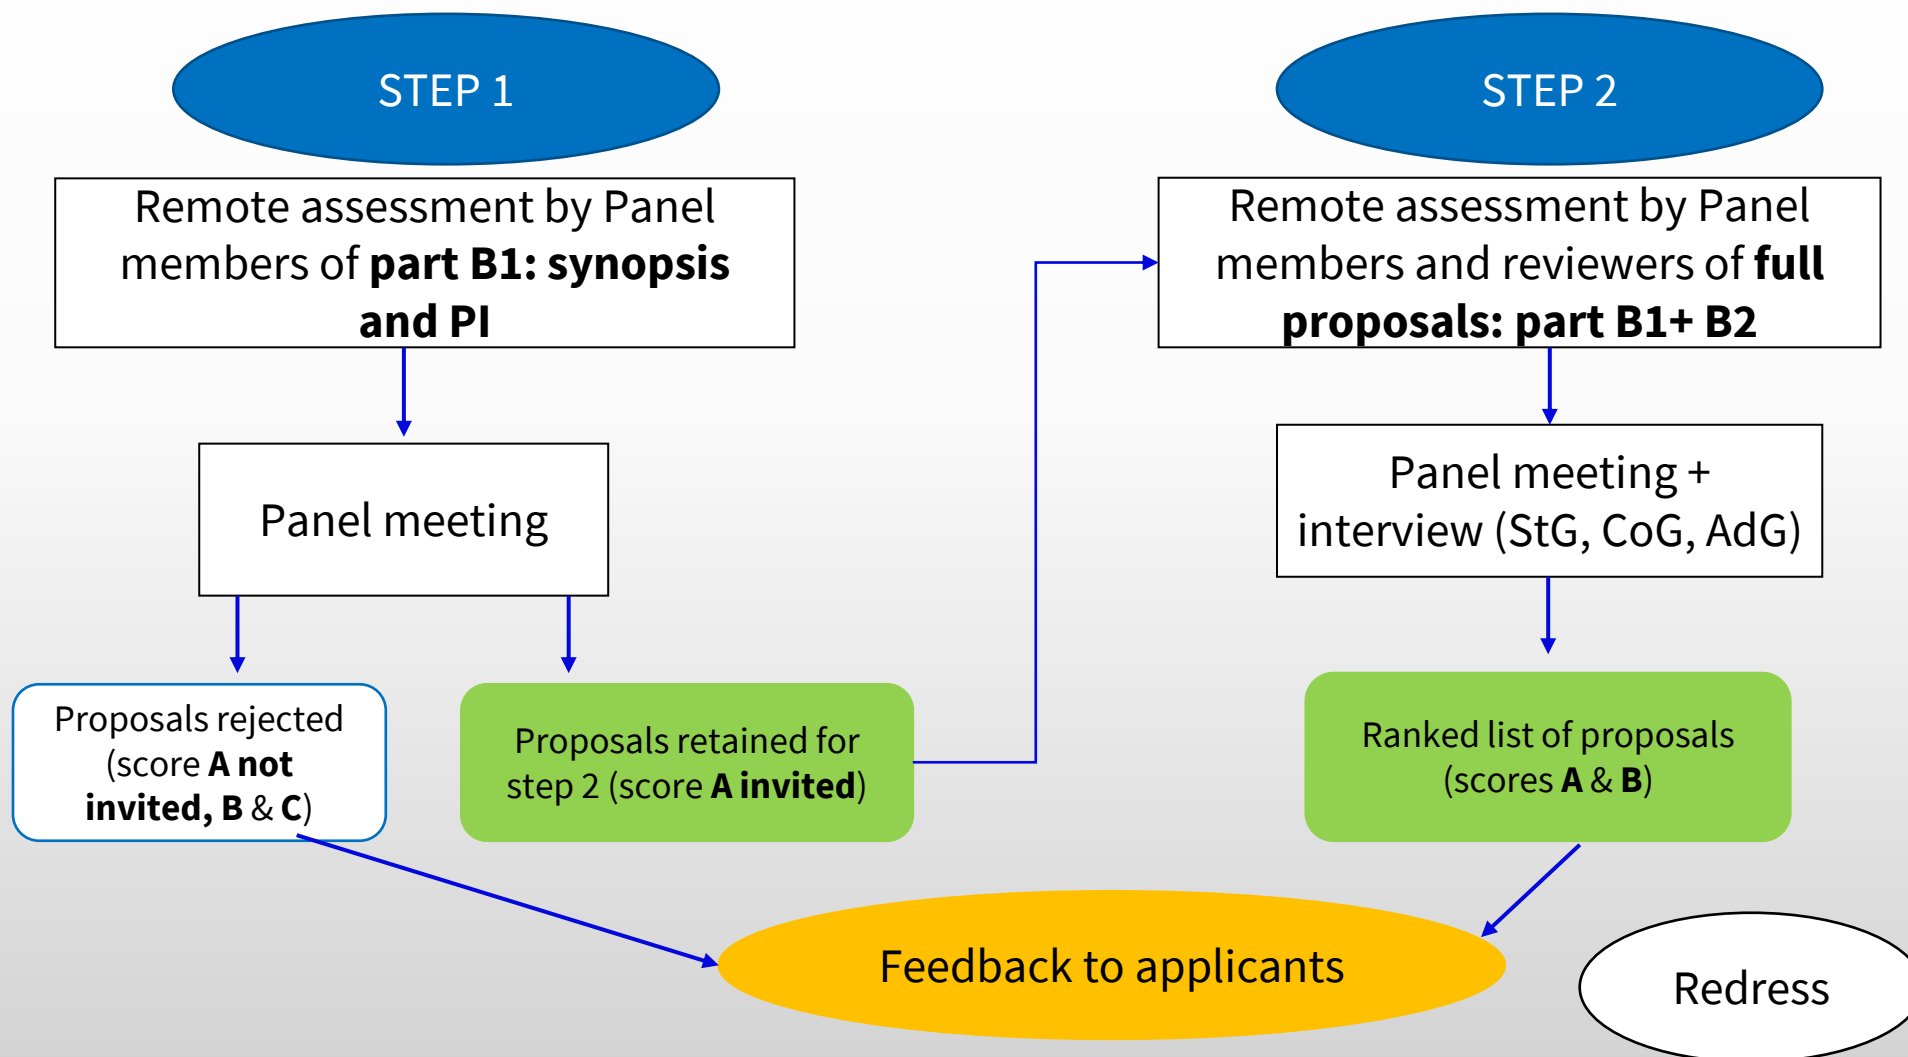 STEP 1
Remote assessment by Panel
members of part B1: synopsis
and PI
Panel meeting
Proposals rejected
(score A not
invited, B & C)
Proposals retained for
step 2 (score A invited)
STEP 2
Remote assessment by Panel
members and reviewers of full
proposals: part B1+ B2
Panel meeting +
interview (StG, CoG, AdG)
Ranked list of proposals
(scores A & B)
Feedback to applicants
Redress